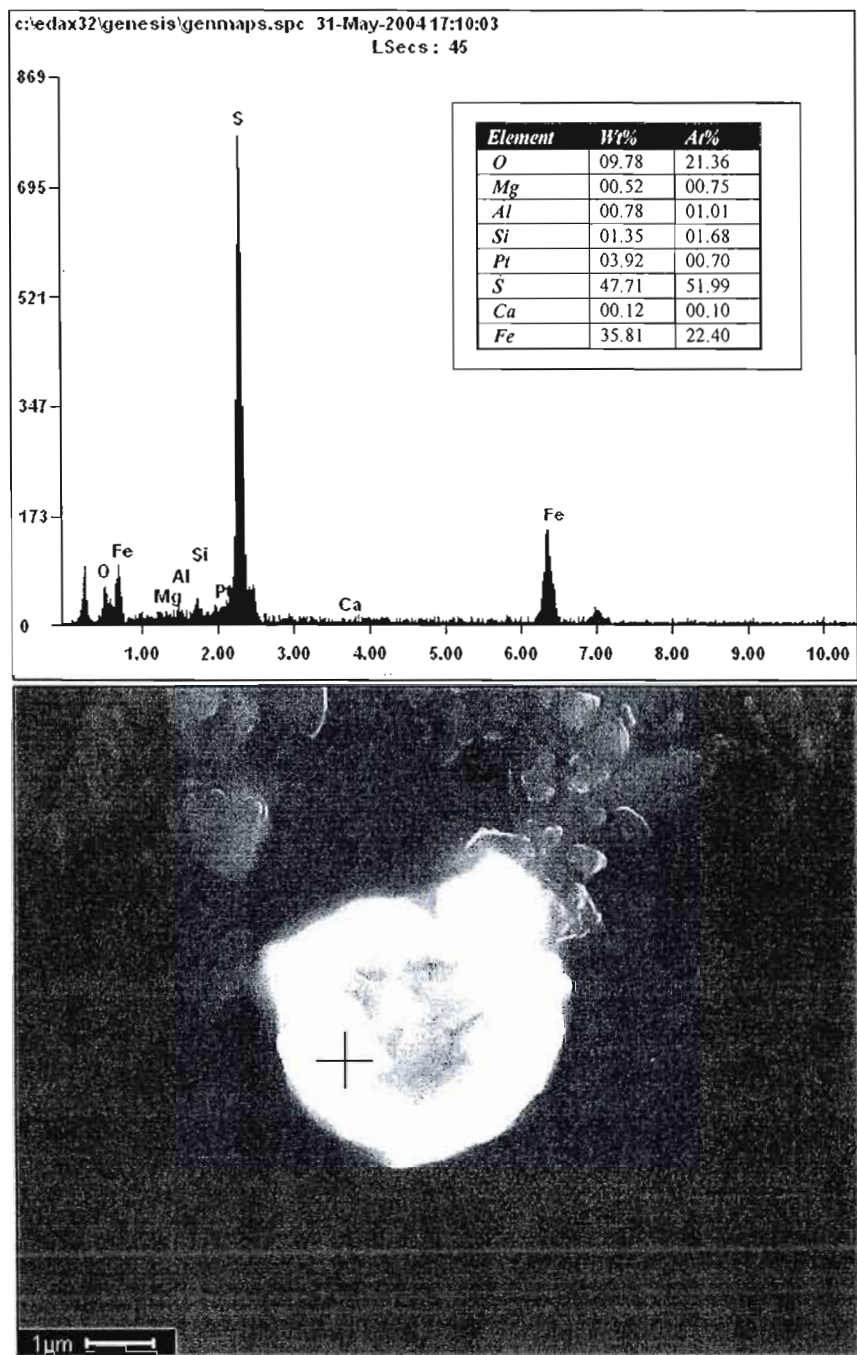 c:\edax32\genesis\genmaps.spc 31-May-2004 17:10:03
LSecs : 45
869
695
521
347
173
0
S
Element Wt% At%
O 09.78 21.36
Mg 00.52 00.75
Al 00.78 01.01
Si 01.35 01.68
Pt 03.92 00.70
S 47.71 51.99
Ca 00.12 00.10
Fe 35.81 22.40
O
Fe
Mg
Al
Si
Pt
Ca
Fe
1.00 2.00 3.00 4.00 5.00 6.00 7.00 8.00 9.00 10.00
1µm